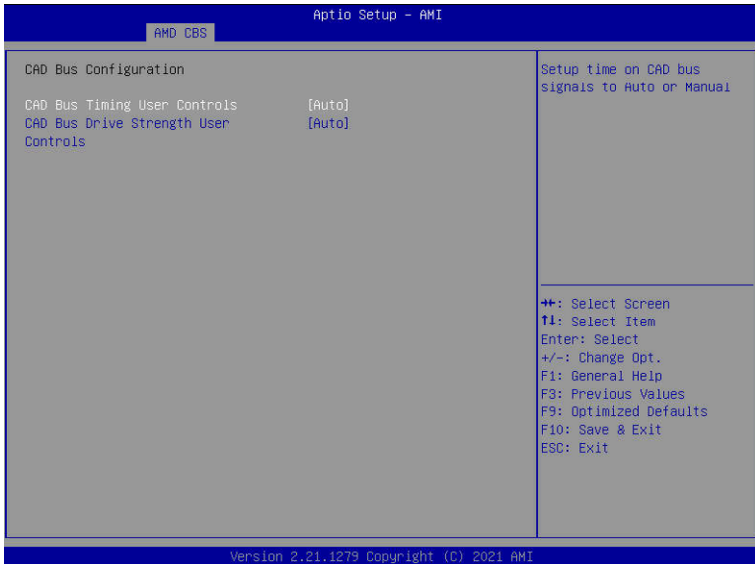 Aptio Setup – AMI
AMD CBS
CAD Bus Configuration
CAD Bus Timing User Controls [Auto]
CAD Bus Drive Strength User [Auto]
Controls
Setup time on CAD bus
signals to Auto or Manual
→←: Select Screen
↑↓: Select Item
Enter: Select
+/-: Change Opt.
F1: General Help
F3: Previous Values
F9: Optimized Defaults
F10: Save & Exit
ESC: Exit
Version 2.21.1279 Copyright (C) 2021 AMI